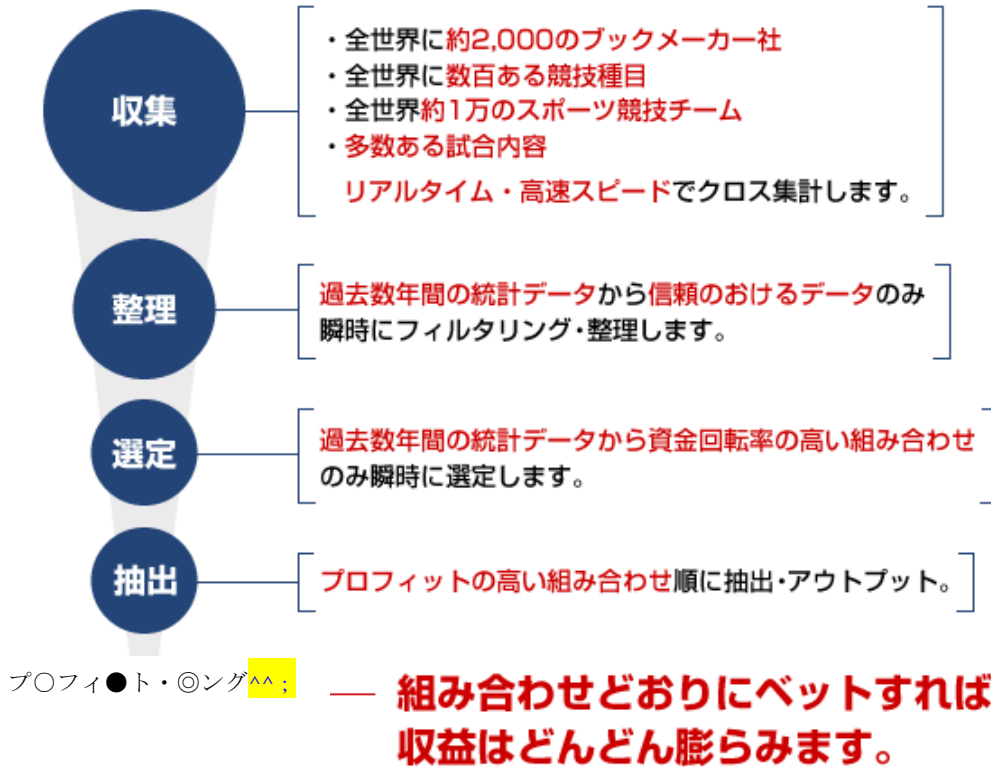 収集
・全世界に約2,000のブックメーカー社
・全世界に数百ある競技種目
・全世界約1万のスポーツ競技チーム
・多数ある試合内容
リアルタイム・高速スピードでクロス集計します。
整理
過去数年間の統計データから信頼のおけるデータのみ
瞬時にフィルタリング・整理します。
選定
過去数年間の統計データから資金回転率の高い組み合わせ
のみ瞬時に選定します。
抽出
プロフィットの高い組み合わせ順に抽出・アウトプット。
プ○フィ●ト・◎ング^^;
組み合わせどおりにベットすれば
収益はどんどん膨らみます。